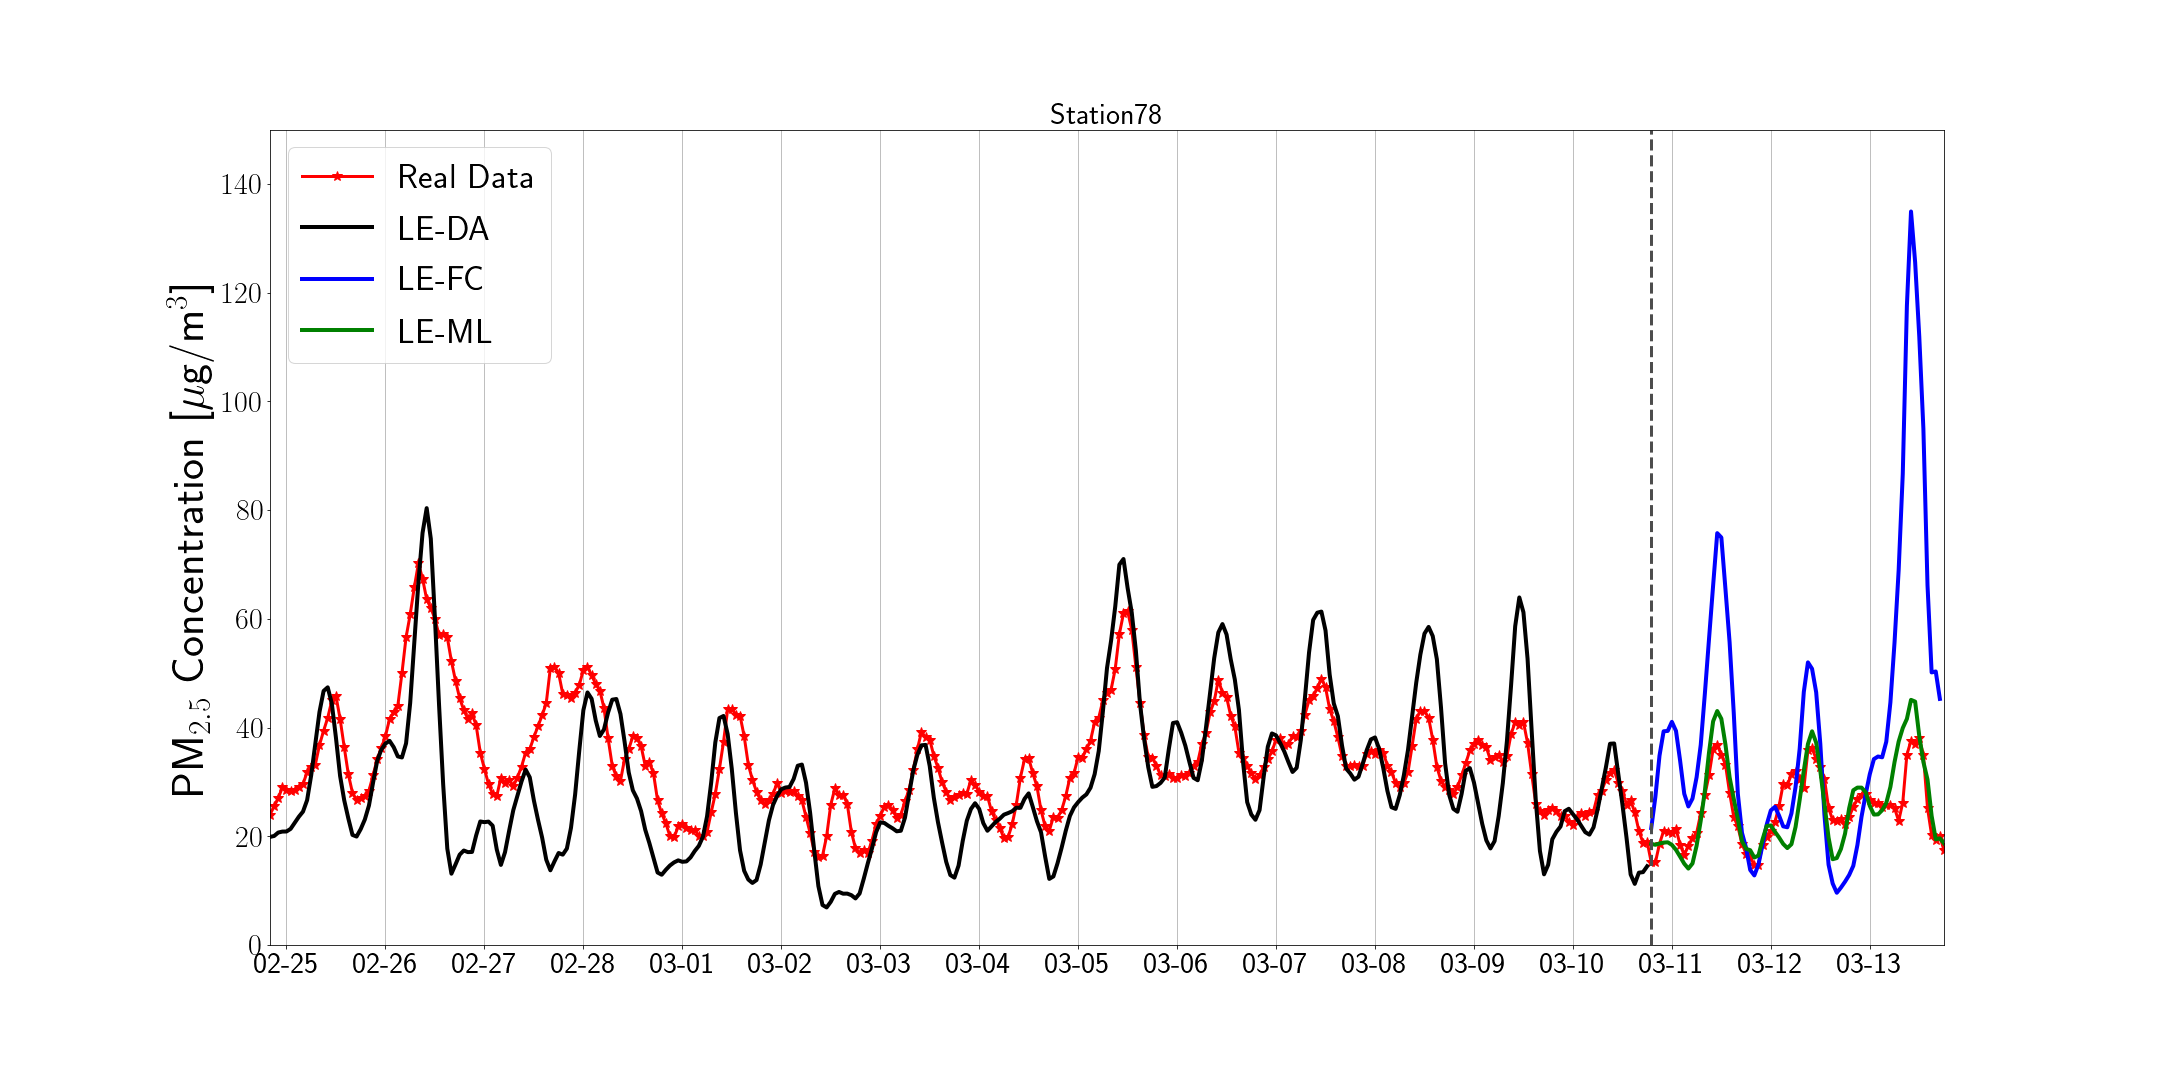 Station78
Real Data
LE-DA
LE-FC
LE-ML
PM2.5 Concentration [μg/m³]
140
120
100
80
60
40
20
0
02-25 02-26 02-27 02-28 03-01 03-02 03-03 03-04 03-05 03-06 03-07 03-08 03-09 03-10 03-11 03-12 03-13